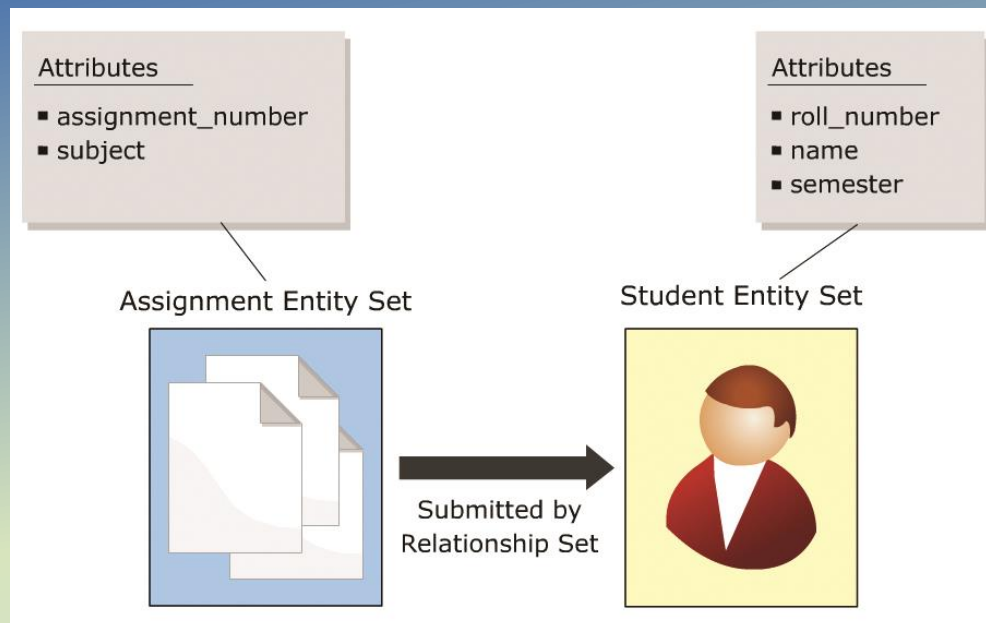 Attributes
▪ assignment_number
▪ subject
Attributes
▪ roll_number
▪ name
▪ semester
Assignment Entity Set
Student Entity Set
Submitted by
Relationship Set